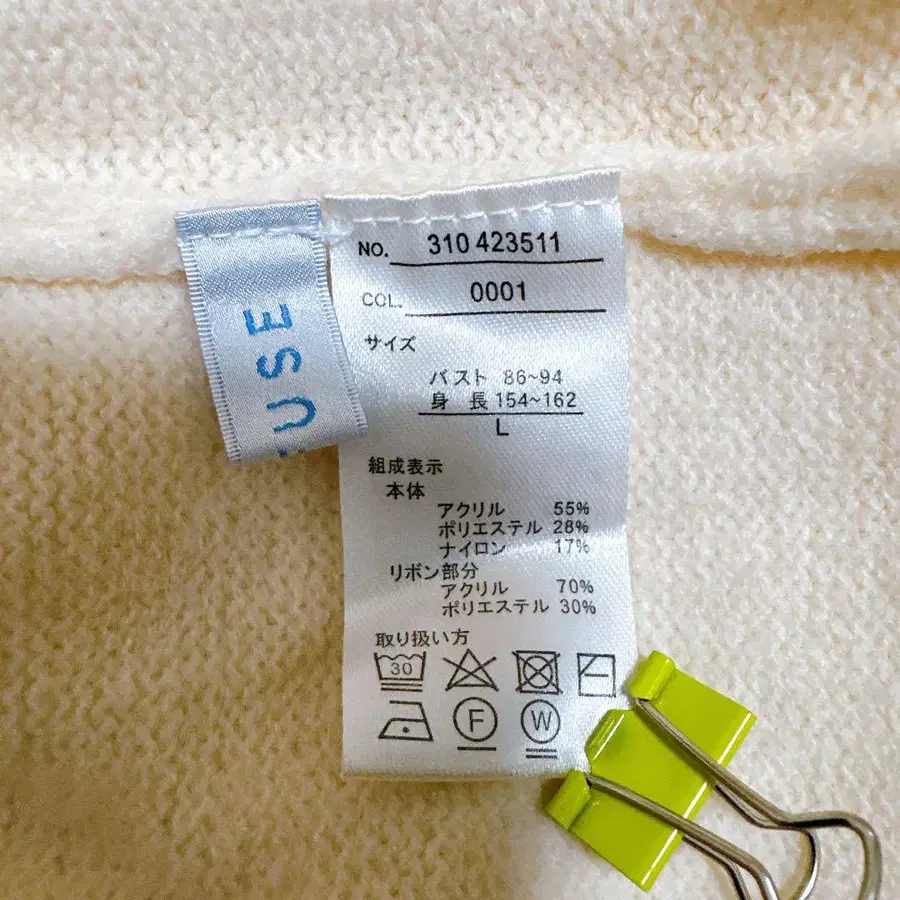 USE
NO. 310 423511
COL. 0001
サイズ
バスト 86~94
身 長 154~162
L
組成表示
本体
アクリル 55%
ポリエステル 28%
ナイロン 17%
リボン部分
アクリル 70%
ポリエステル 30%
取り扱い方
30
F W